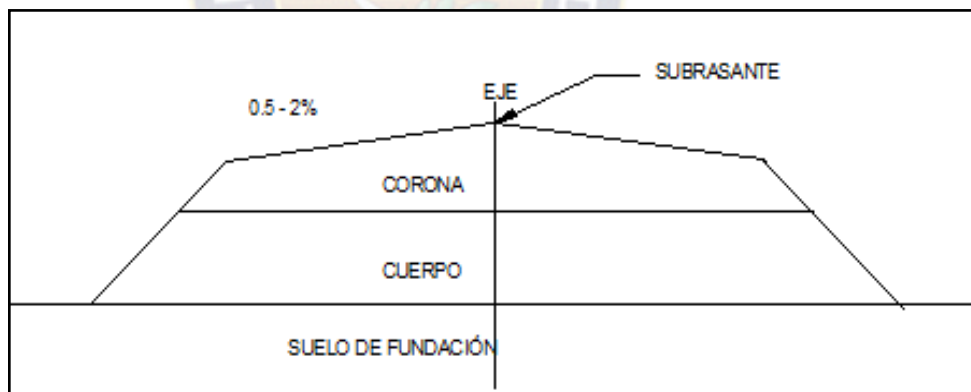 SUBRASANTE
EJE
0.5 - 2%
CORONA
CUERPO
SUELO DE FUNDACIÓN